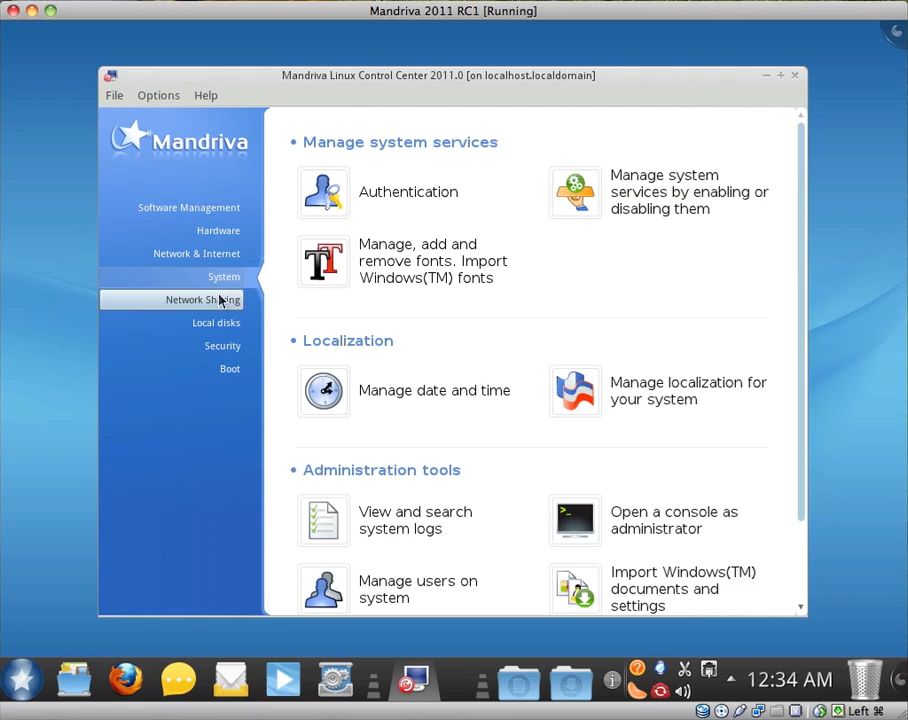 Mandriva 2011 RC1 [Running]
Mandriva Linux Control Center 2011.0 [on localhost.localdomain]
File Options Help
Mandriva
Software Management
Hardware
Network & Internet
System
Network Sharing
Local disks
Security
Boot
Manage system services
Authentication
Manage system
services by enabling or
disabling them
Manage, add and
remove fonts. Import
Windows(TM) fonts
Localization
Manage date and time
Manage localization for
your system
Administration tools
View and search
system logs
Open a console as
administrator
Manage users on
system
Import Windows(TM)
documents and
settings
12:34 AM
Left ⌘